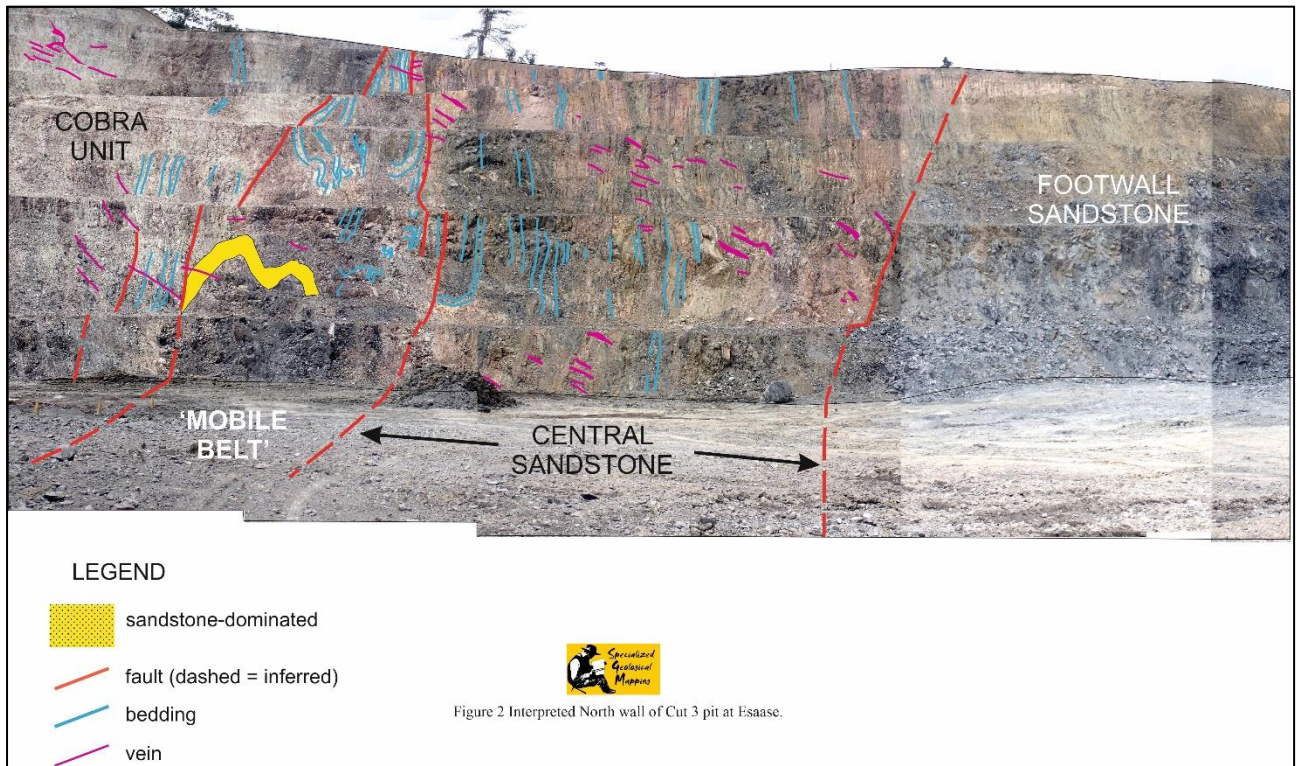 COBRA
UNIT
FOOTWALL
SANDSTONE
'MOBILE
BELT'
CENTRAL
SANDSTONE
LEGEND
sandstone-dominated
fault (dashed = inferred)
bedding
vein
Specialized
Geological
Mapping
Figure 2 Interpreted North wall of Cut 3 pit at Esaase.